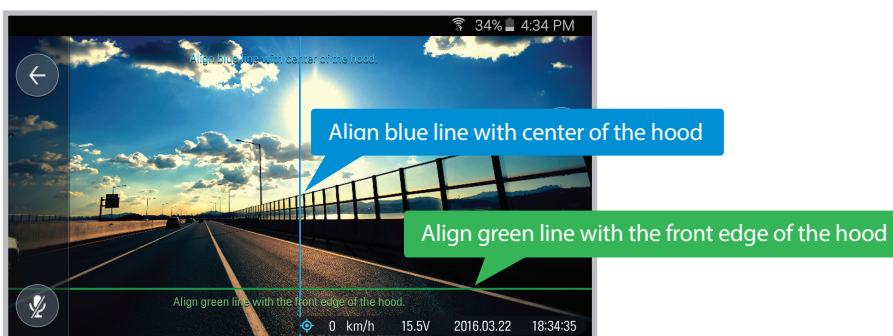 34% 4:34 PM
Align blue line with center of the hood.
Align blue line with center of the hood
Align green line with the front edge of the hood
Align green line with the front edge of the hood.
0 km/h 15.5V 2016.03.22 18:34:35